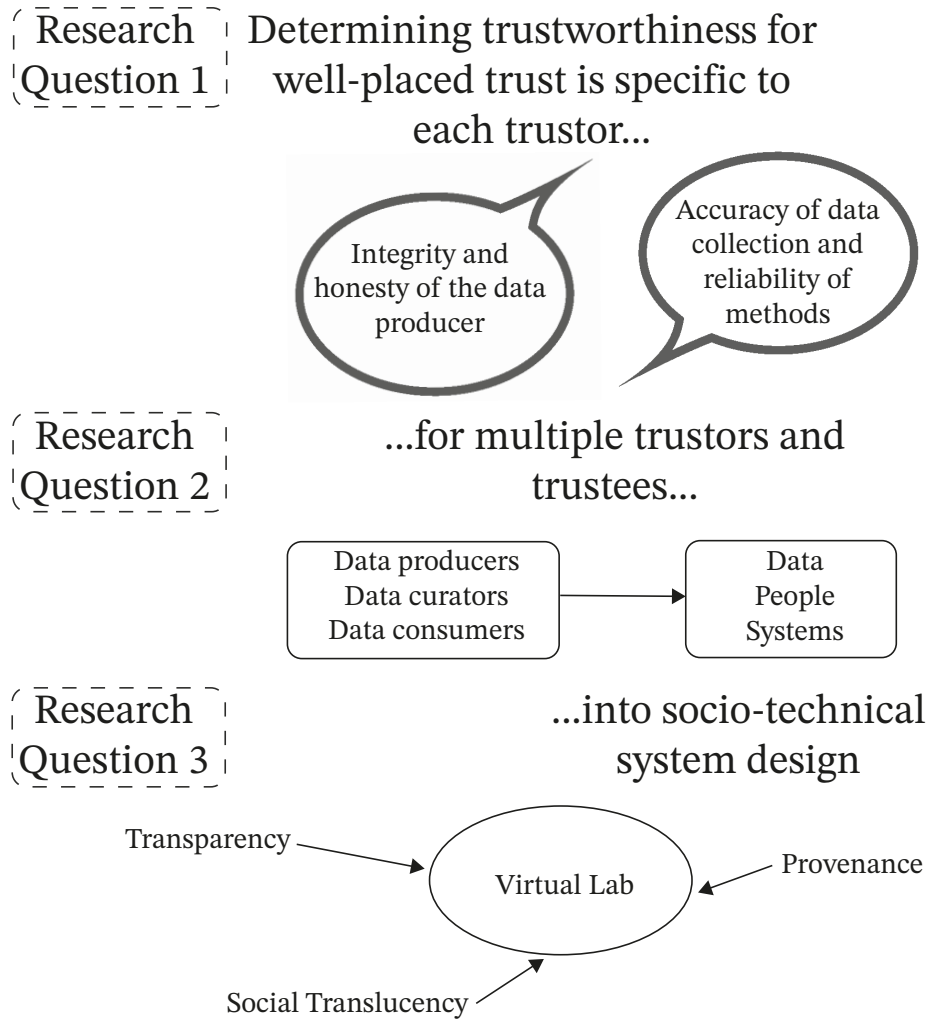 Research
Question 1
Determining trustworthiness for
well-placed trust is specific to
each trustor...
Integrity and
honesty of the data
producer
Accuracy of data
collection and
reliability of
methods
Research
Question 2
...for multiple trustors and
trustees...
Data producers
Data curators
Data consumers
Data
People
Systems
Research
Question 3
...into socio-technical
system design
Transparency
Virtual Lab
Provenance
Social Translucency